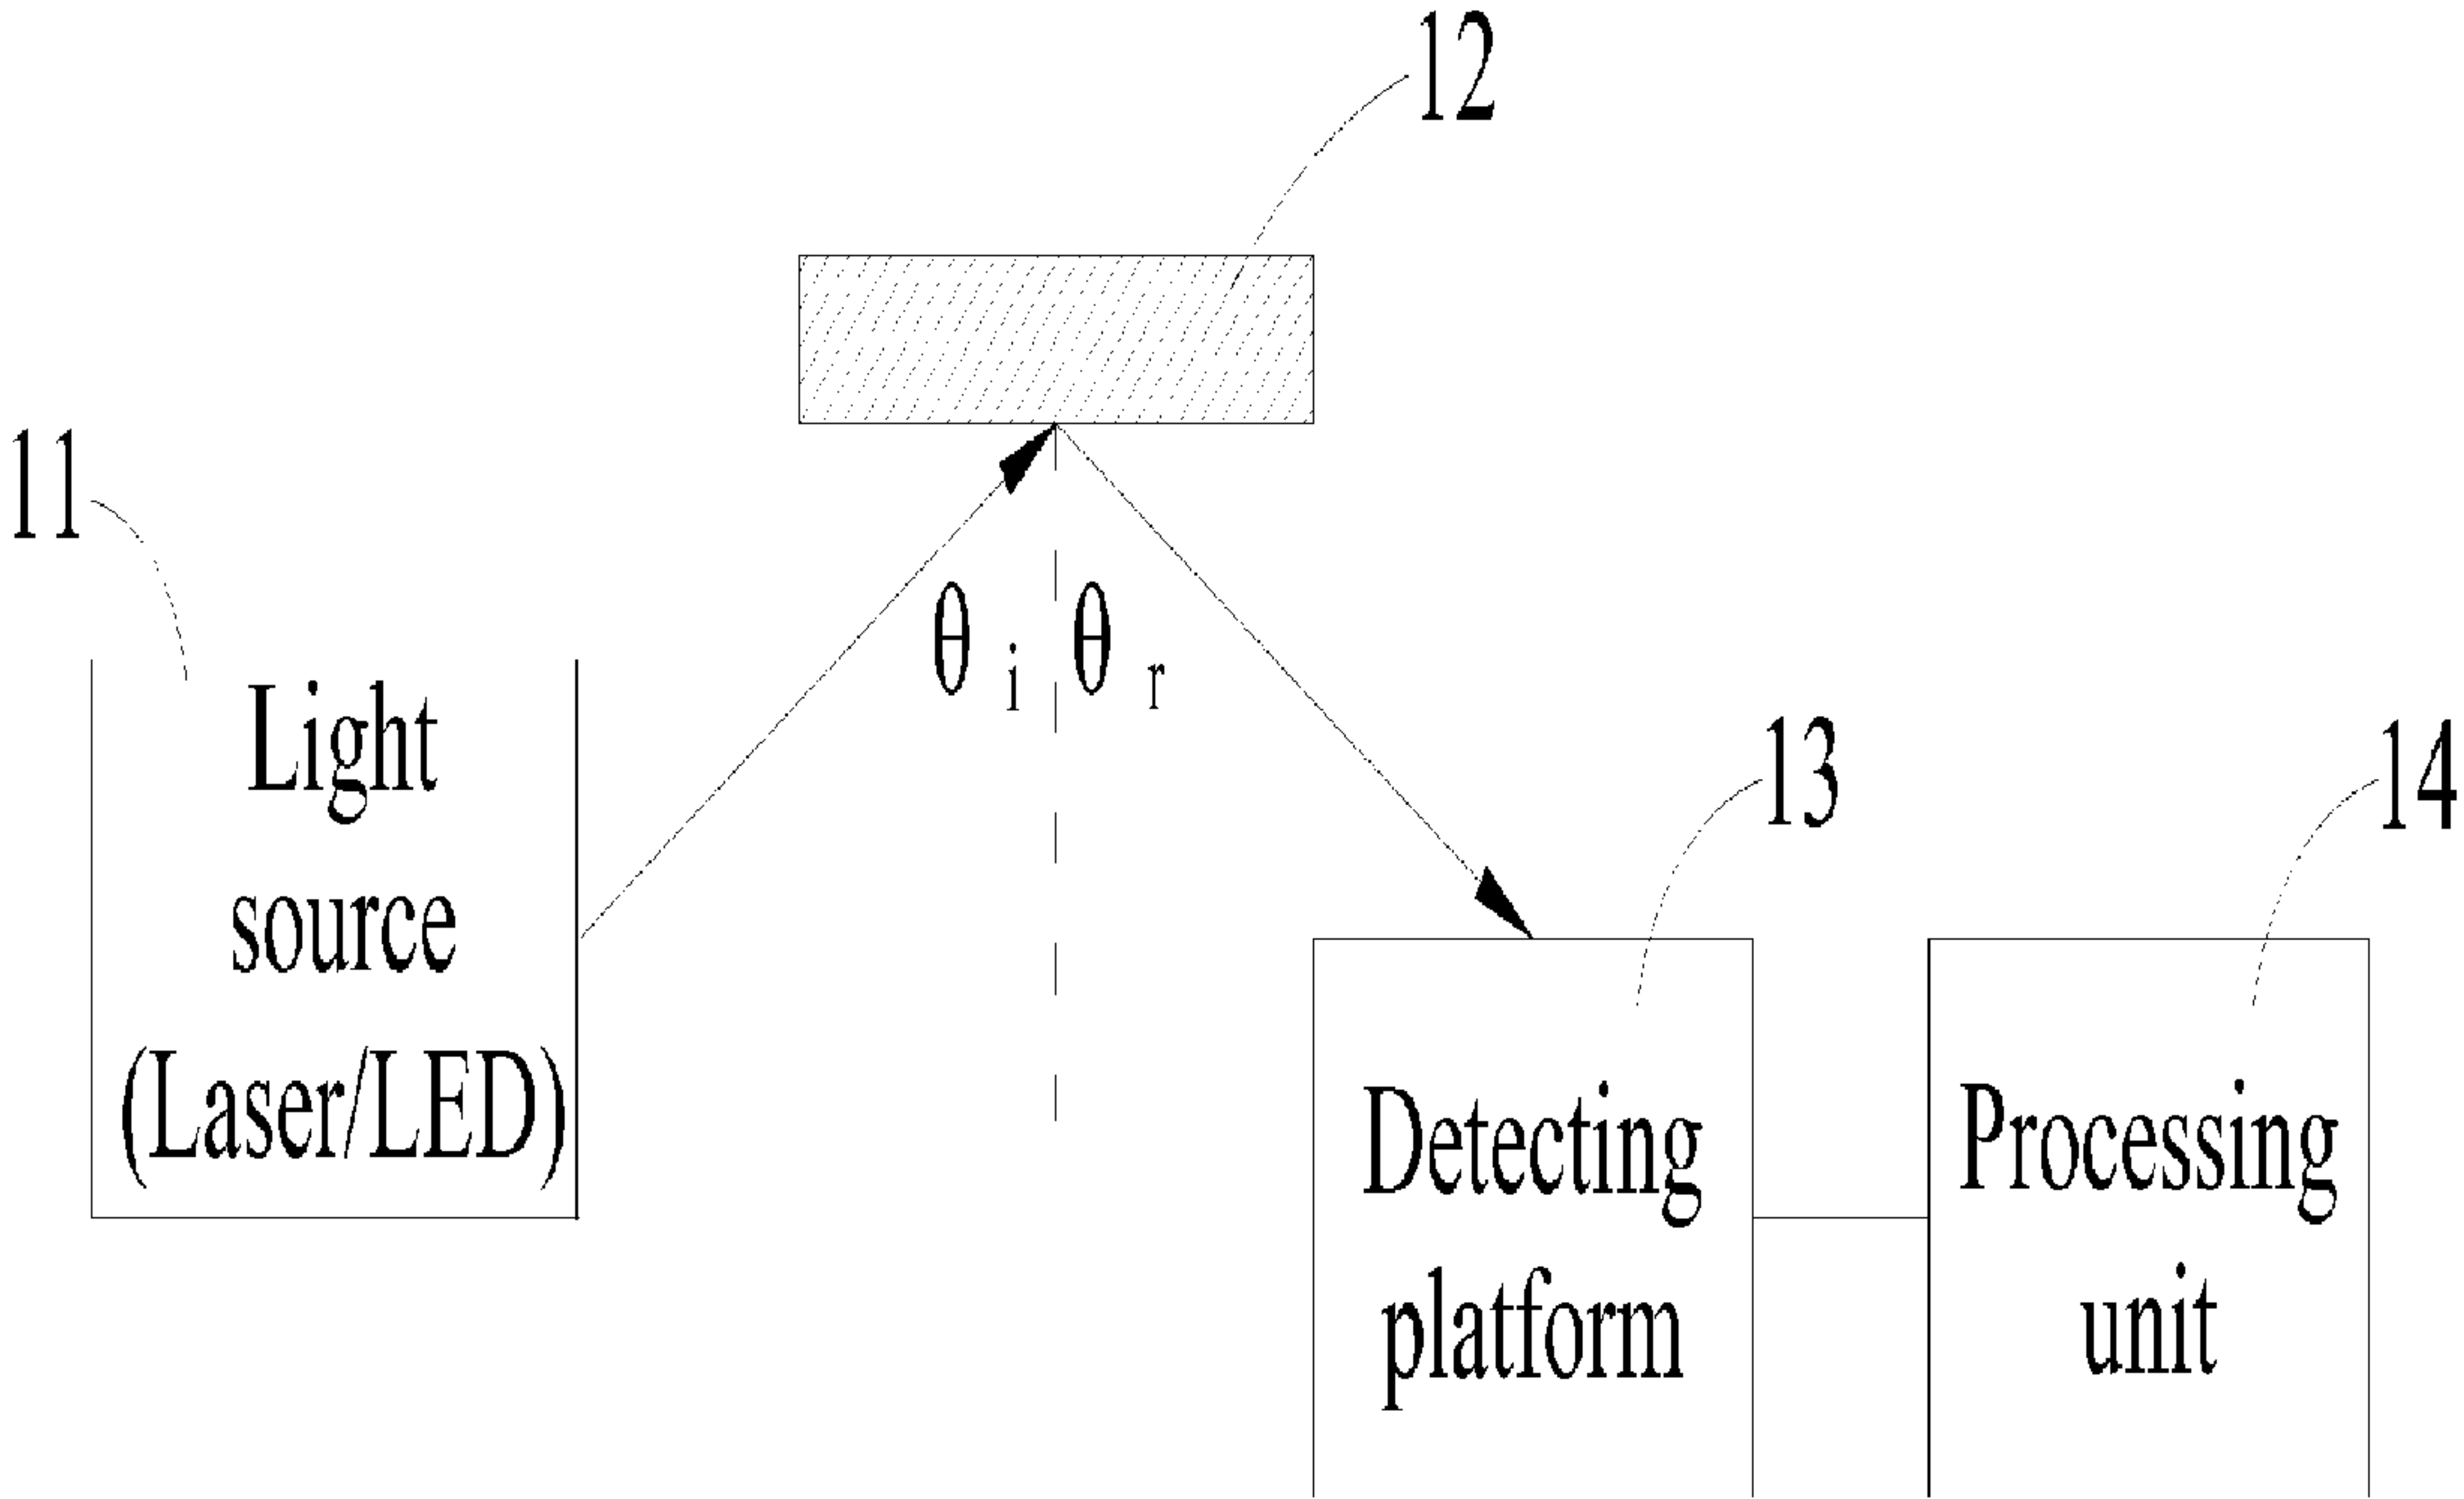 12
11
θ i θ r
Light
source
(Laser/LED)
13
14
Detecting
platform
Processing
unit